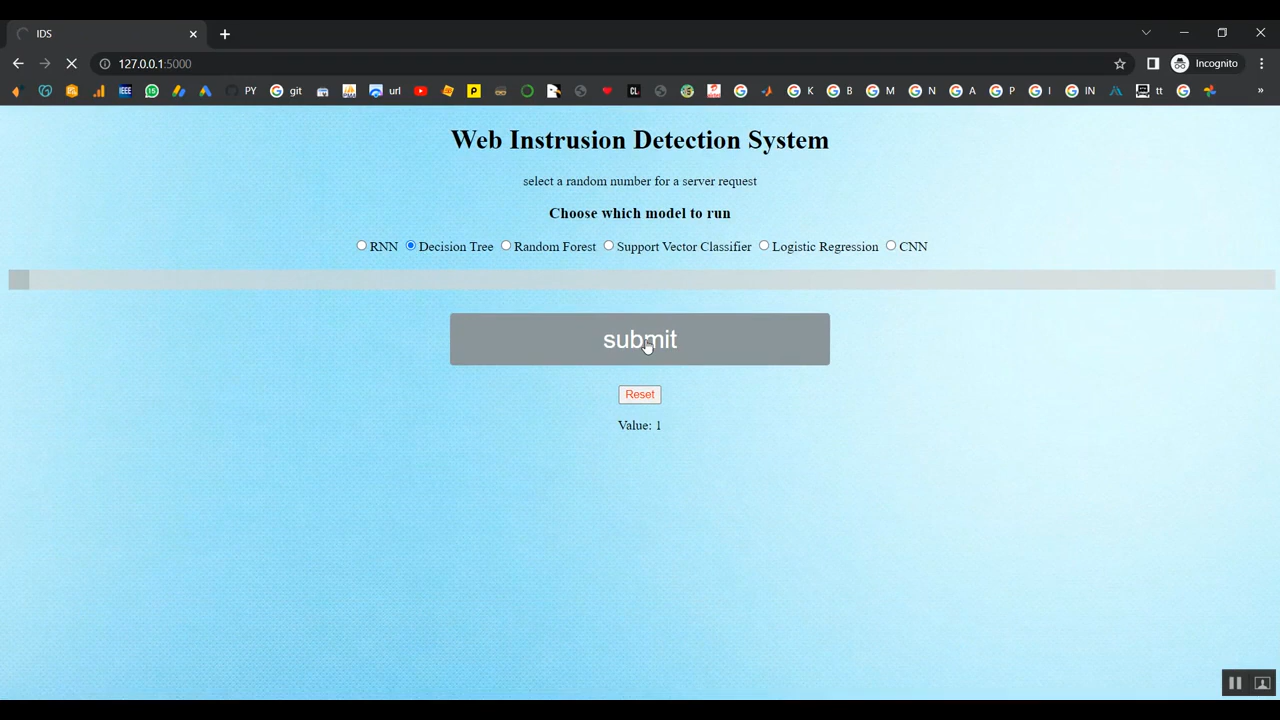 IDS
127.0.0.1:5000
Incognito
PY git url K B M N A P I IN tt »
Web Instrusion Detection System
select a random number for a server request
Choose which model to run
RNN Decision Tree Random Forest Support Vector Classifier Logistic Regression CNN
submit
Reset
Value: 1